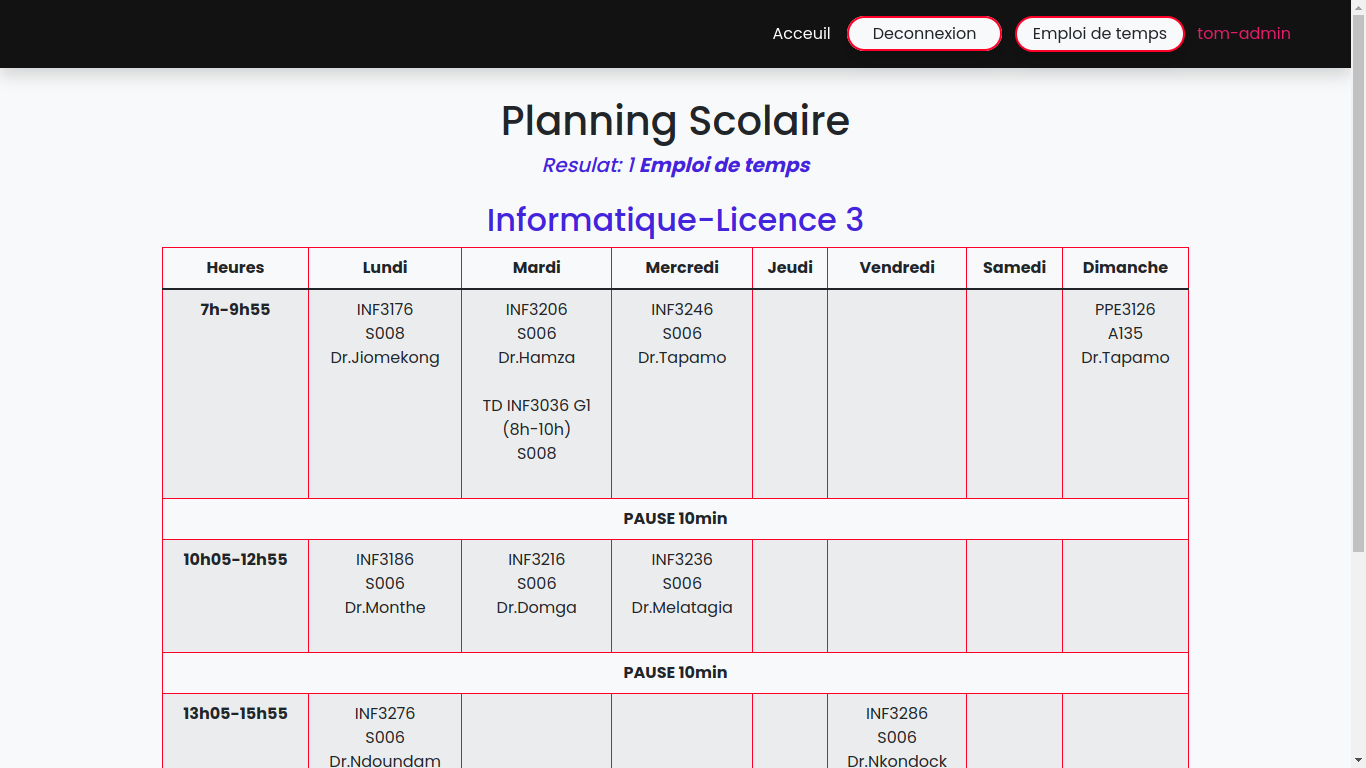 Acceuil Deconnexion Emploi de temps tom-admin
Planning Scolaire
Resulat: 1 Emploi de temps
Informatique-Licence 3
Heures Lundi Mardi Mercredi Jeudi Vendredi Samedi Dimanche
7h-9h55
INF3176
S008
Dr.Jiomekong
INF3206
S006
Dr.Hamza
TD INF3036 G1
(8h-10h)
S008
INF3246
S006
Dr.Tapamo
PPE3126
A135
Dr.Tapamo
PAUSE 10min
10h05-12h55
INF3186
S006
Dr.Monthe
INF3216
S006
Dr.Domga
INF3236
S006
Dr.Melatagia
PAUSE 10min
13h05-15h55
INF3276
S006
Dr.Ndoundam
INF3286
S006
Dr.Nkondock